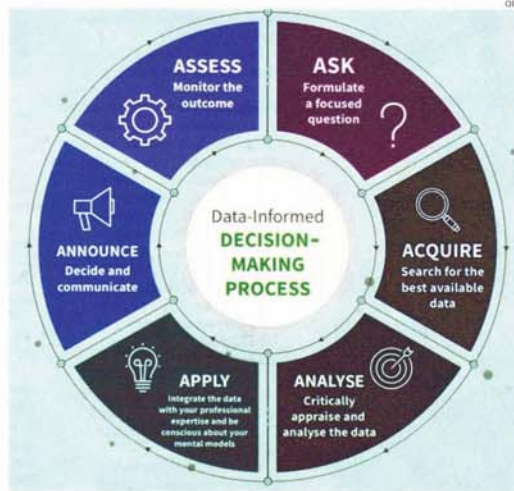 Data-Informed
DECISION-
MAKING
PROCESS
ASK
Formulate
a focused
question
ACQUIRE
Search for the
best available
data
ANALYSE
Critically
appraise and
analyse the data
APPLY
Integrate the data
with your professional
expertise and be
conscious about your
mental models
ANNOUNCE
Decide and
communicate
ASSESS
Monitor the
outcome